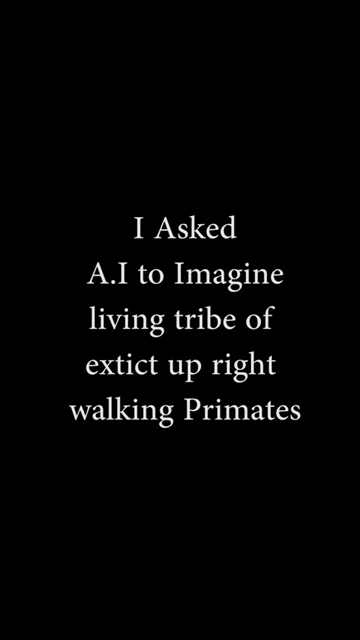 I Asked
A.I to Imagine
living tribe of
extict up right
walking Primates